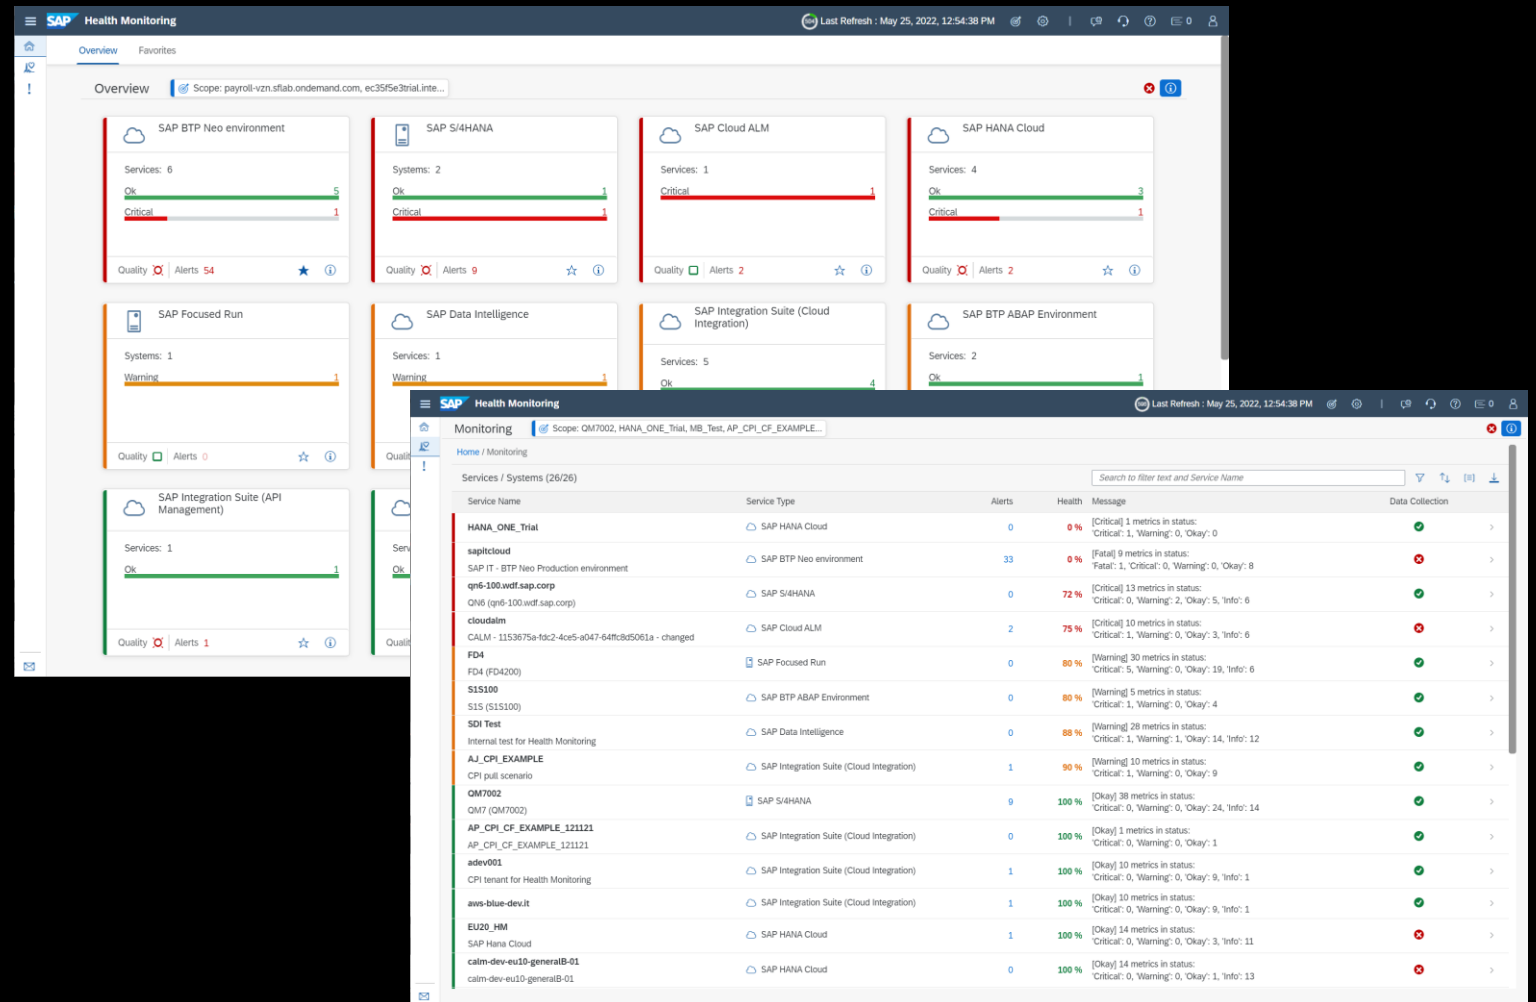 SAP Health Monitoring
Last Refresh : May 25, 2022, 12:54:38 PM
0
Overview Favorites
Overview
Scope: payroll-vzn.sflab.ondemand.com, ec35f5e3trial.inte...
SAP BTP Neo environment
Services: 6
Ok 5
Critical 1
Quality Alerts 54
SAP S/4HANA
Systems: 2
Ok 1
Critical 1
Quality Alerts 9
SAP Cloud ALM
Services: 1
Critical 1
Quality Alerts 2
SAP HANA Cloud
Services: 4
Ok 3
Critical 1
Quality Alerts 2
SAP Focused Run
Systems: 1
Warning 1
Quality Alerts 0
SAP Data Intelligence
Services: 1
Warning 1
SAP Integration Suite (Cloud
Integration)
Services: 5
Ok 4
SAP BTP ABAP Environment
Services: 2
Ok 1
SAP Integration Suite (API
Management)
Services: 1
Ok 1
Quality Alerts 1
Ok
SAP Health Monitoring
Last Refresh : May 25, 2022, 12:54:38 PM
0
Monitoring
Scope: QM7002, HANA_ONE_Trial, MB_Test, AP_CPI_CF_EXAMPLE...
Home / Monitoring
Services / Systems (26/26)
Search to filter text and Service Name
Service Name Service Type Alerts Health Message Data Collection
HANA_ONE_Trial SAP HANA Cloud 0 0 % [Critical] 1 metrics in status:
'Critical': 1, 'Warning': 0, 'Okay': 0
sapitcloud SAP BTP Neo environment 33 0 % [Fatal] 9 metrics in status:
SAP IT - BTP Neo Production environment 'Fatal': 1, 'Critical': 0, 'Warning': 0, 'Okay': 8
qn6-100.wdf.sap.corp SAP S/4HANA 0 72 % [Critical] 13 metrics in status:
QN6 (qn6-100.wdf.sap.corp) 'Critical': 0, 'Warning': 2, 'Okay': 5, 'Info': 6
cloudalm SAP Cloud ALM 2 75 % [Critical] 10 metrics in status:
CALM - 1153675a-fdc2-4ce5-a047-64ffc8d5061a - changed 'Critical': 1, 'Warning': 0, 'Okay': 3, 'Info': 6
FD4 SAP Focused Run 0 80 % [Warning] 30 metrics in status:
FD4 (FD4200) 'Critical': 5, 'Warning': 0, 'Okay': 19, 'Info': 6
S1S100 SAP BTP ABAP Environment 0 80 % [Warning] 5 metrics in status:
S1S (S1S100) 'Critical': 1, 'Warning': 0, 'Okay': 4
SDI Test SAP Data Intelligence 0 88 % [Warning] 28 metrics in status:
Internal test for Health Monitoring 'Critical': 1, 'Warning': 1, 'Okay': 14, 'Info': 12
AJ_CPI_EXAMPLE SAP Integration Suite (Cloud Integration) 1 90 % [Warning] 10 metrics in status:
CPI pull scenario 'Critical': 1, 'Warning': 0, 'Okay': 9
QM7002 SAP S/4HANA 9 100 % [Okay] 38 metrics in status:
QM7 (QM7002) 'Critical': 0, 'Warning': 0, 'Okay': 24, 'Info': 14
AP_CPI_CF_EXAMPLE_121121 SAP Integration Suite (Cloud Integration) 0 100 % [Okay] 1 metrics in status:
AP_CPI_CF_EXAMPLE_121121 'Critical': 0, 'Warning': 0, 'Okay': 1
adev001 SAP Integration Suite (Cloud Integration) 1 100 % [Okay] 10 metrics in status:
CPI tenant for Health Monitoring 'Critical': 0, 'Warning': 0, 'Okay': 9, 'Info': 1
aws-blue-dev.it SAP Integration Suite (Cloud Integration) 1 100 % [Okay] 10 metrics in status:
'Critical': 0, 'Warning': 0, 'Okay': 9, 'Info': 1
EU20_HM SAP HANA Cloud 1 100 % [Okay] 14 metrics in status:
SAP Hana Cloud 'Critical': 0, 'Warning': 0, 'Okay': 3, 'Info': 11
calm-dev-eu10-generalB-01 SAP HANA Cloud 0 100 % [Okay] 14 metrics in status:
calm-dev-eu10-generalB-01 'Critical': 0, 'Warning': 0, 'Okay': 1, 'Info': 13